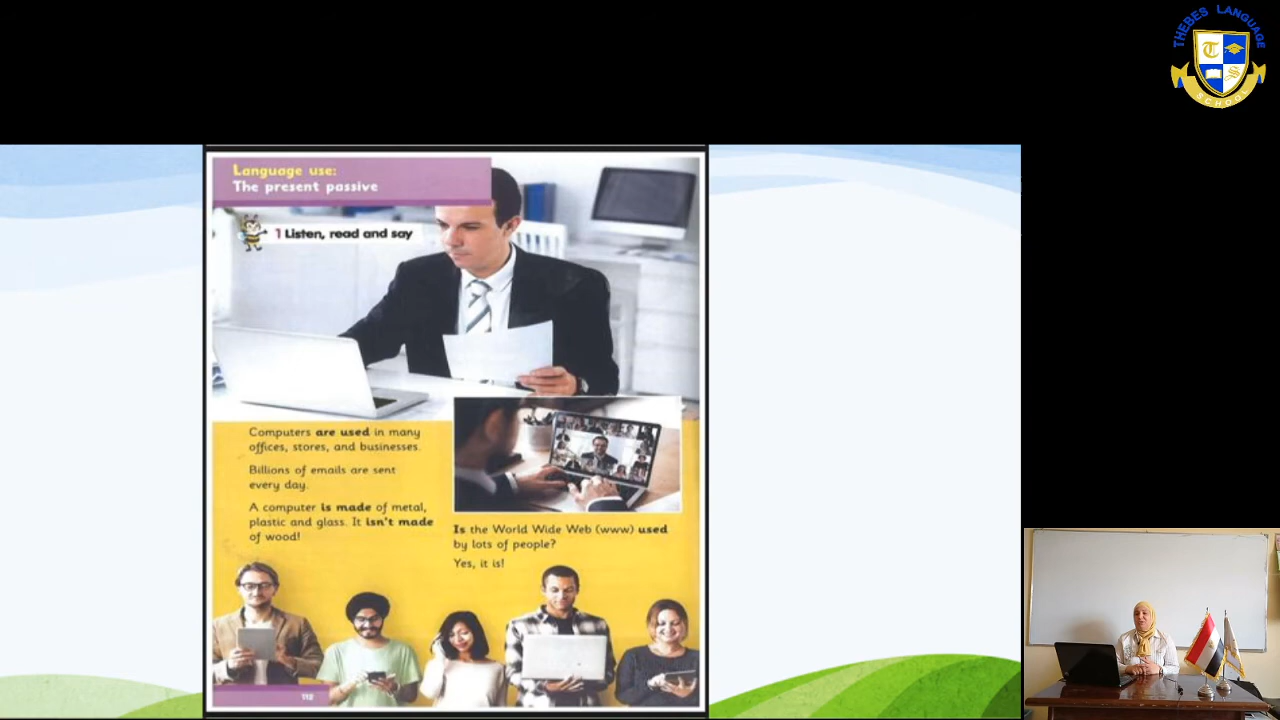 THEBES LANGUAGE
SCHOOL
Language use:
The present passive
1 Listen, read and say
Computers are used in many
offices, stores, and businesses.
Billions of emails are sent
every day.
A computer is made of metal,
plastic and glass. It isn't made
of wood!
Is the World Wide Web (www) used
by lots of people?
Yes, it is!
112